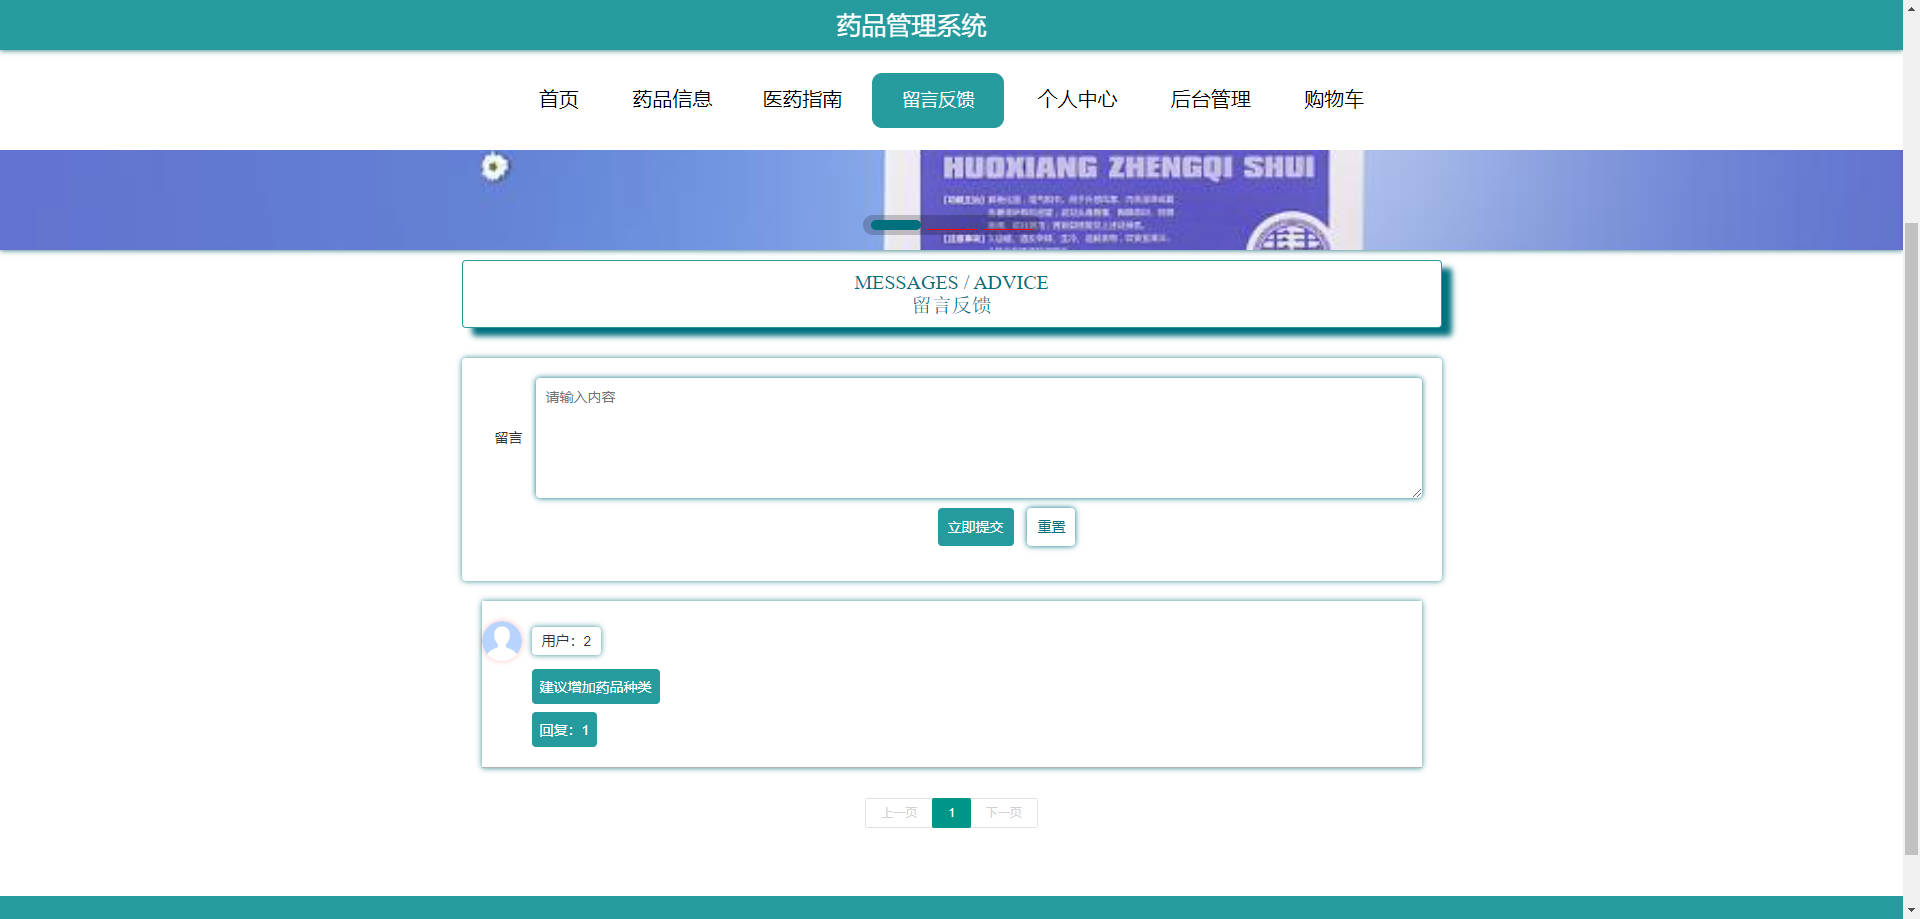 药品管理系统
首页
药品信息
医药指南
留言反馈
个人中心
后台管理
购物车
HUOXIANG ZHENGQI SHUI
MESSAGES / ADVICE
留言反馈
请输入内容
留言
立即提交
重置
用户：2
建议增加药品种类
回复：1
上一页
1
下一页